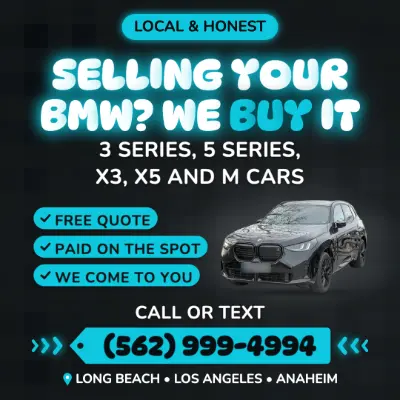 LOCAL & HONEST
SELLING YOUR
BMW? WE BUY IT
3 SERIES, 5 SERIES,
X3, X5 AND M CARS
FREE QUOTE
PAID ON THE SPOT
WE COME TO YOU
CALL OR TEXT
(562) 999-4994
LONG BEACH • LOS ANGELES • ANAHEIM